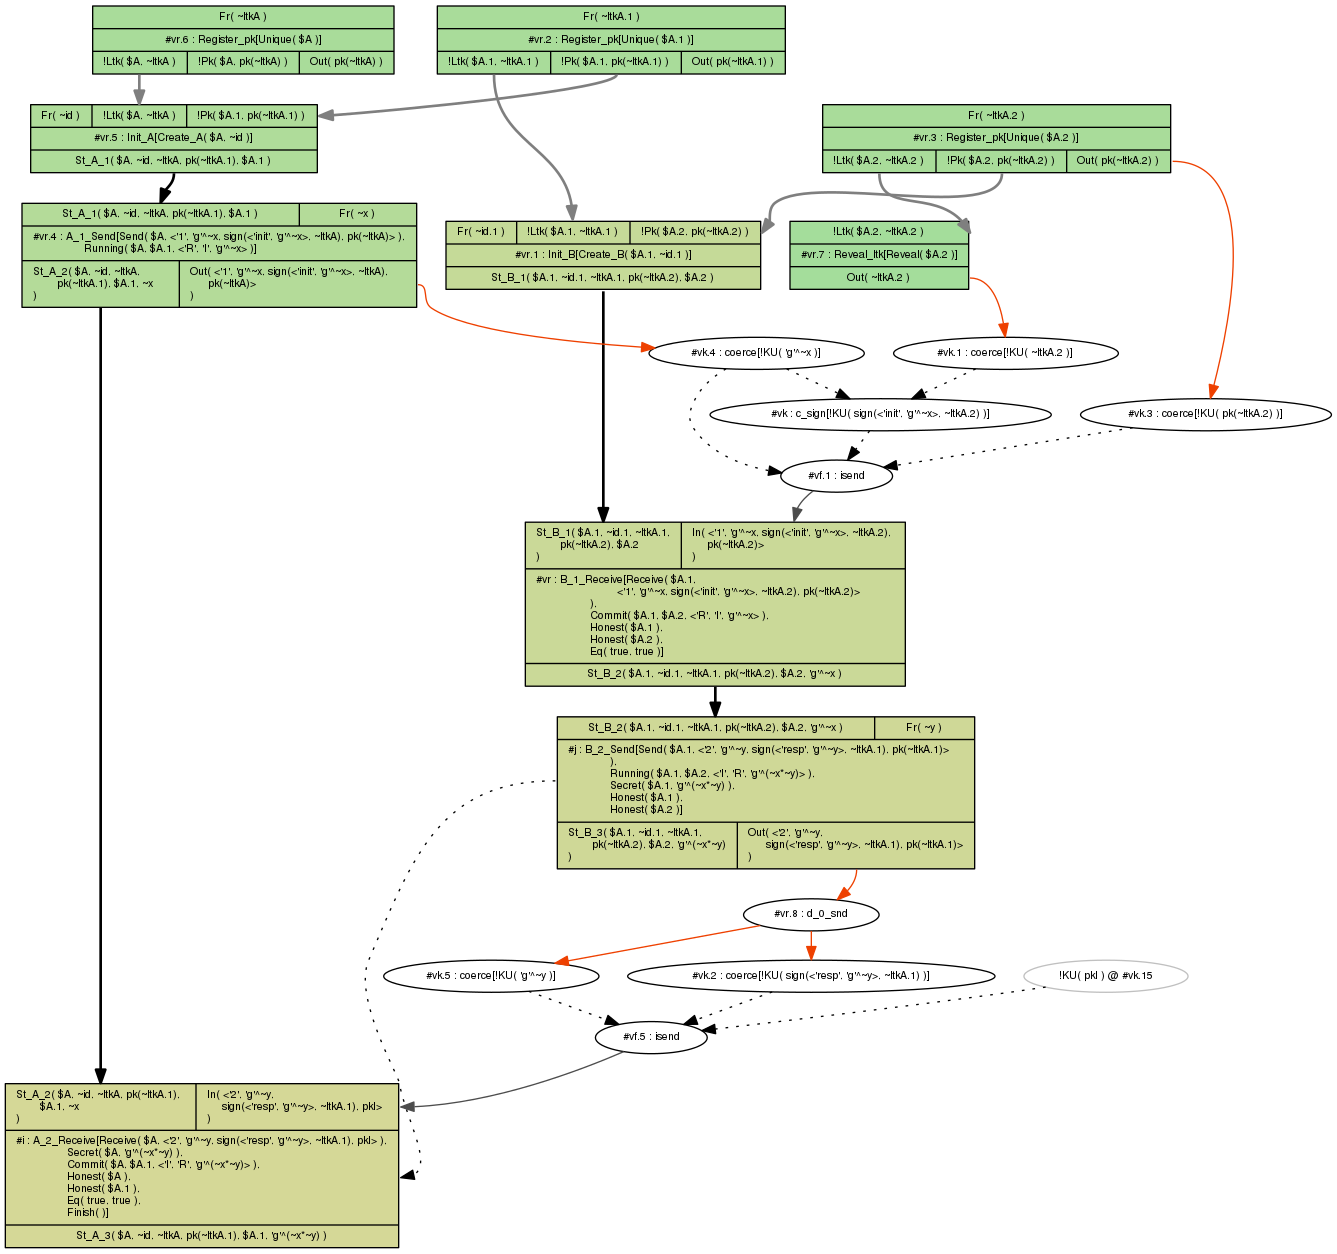 Fr( ~ltkA )
#vr.6 : Register_pk[Unique( $A )]
!Ltk( $A, ~ltkA )
!Pk( $A, pk(~ltkA) )
Out( pk(~ltkA) )
Fr( ~ltkA.1 )
#vr.2 : Register_pk[Unique( $A.1 )]
!Ltk( $A.1, ~ltkA.1 )
!Pk( $A.1, pk(~ltkA.1) )
Out( pk(~ltkA.1) )
Fr( ~id )
!Ltk( $A, ~ltkA )
!Pk( $A.1, pk(~ltkA.1) )
#vr.5 : Init_A[Create_A( $A, ~id )]
St_A_1( $A, ~id, ~ltkA, pk(~ltkA.1), $A.1 )
Fr( ~ltkA.2 )
#vr.3 : Register_pk[Unique( $A.2 )]
!Ltk( $A.2, ~ltkA.2 )
!Pk( $A.2, pk(~ltkA.2) )
Out( pk(~ltkA.2) )
St_A_1( $A, ~id, ~ltkA, pk(~ltkA.1), $A.1 )
Fr( ~x )
#vr.4 : A_1_Send[Send( $A, <'1', 'g'^~x, sign(<'init', 'g'^~x>, ~ltkA), pk(~ltkA)> ),
Running( $A, $A.1, <'R', 'I', 'g'^~x> )]
St_A_2( $A, ~id, ~ltkA,
pk(~ltkA.1), $A.1, ~x
)
Out( <'1', 'g'^~x, sign(<'init', 'g'^~x>, ~ltkA),
pk(~ltkA)>
)
Fr( ~id.1 )
!Ltk( $A.1, ~ltkA.1 )
!Pk( $A.2, pk(~ltkA.2) )
#vr.1 : Init_B[Create_B( $A.1, ~id.1 )]
St_B_1( $A.1, ~id.1, ~ltkA.1, pk(~ltkA.2), $A.2 )
!Ltk( $A.2, ~ltkA.2 )
#vr.7 : Reveal_ltk[Reveal( $A.2 )]
Out( ~ltkA.2 )
#vk.4 : coerce[!KU( 'g'^~x )]
#vk.1 : coerce[!KU( ~ltkA.2 )]
#vk : c_sign[!KU( sign(<'init', 'g'^~x>, ~ltkA.2) )]
#vk.3 : coerce[!KU( pk(~ltkA.2) )]
#vf.1 : isend
St_B_1( $A.1, ~id.1, ~ltkA.1,
pk(~ltkA.2), $A.2
)
In( <'1', 'g'^~x, sign(<'init', 'g'^~x>, ~ltkA.2),
pk(~ltkA.2)>
)
#vr : B_1_Receive[Receive( $A.1,
<'1', 'g'^~x, sign(<'init', 'g'^~x>, ~ltkA.2), pk(~ltkA.2)>
),
Commit( $A.1, $A.2, <'R', 'I', 'g'^~x> ),
Honest( $A.1 ),
Honest( $A.2 ),
Eq( true, true )]
St_B_2( $A.1, ~id.1, ~ltkA.1, pk(~ltkA.2), $A.2, 'g'^~x )
St_B_2( $A.1, ~id.1, ~ltkA.1, pk(~ltkA.2), $A.2, 'g'^~x )
Fr( ~y )
#j : B_2_Send[Send( $A.1, <'2', 'g'^~y, sign(<'resp', 'g'^~y>, ~ltkA.1), pk(~ltkA.1)>
),
Running( $A.1, $A.2, <'I', 'R', 'g'^(~x*~y)> ),
Secret( $A.1, 'g'^(~x*~y) ),
Honest( $A.1 ),
Honest( $A.2 )]
St_B_3( $A.1, ~id.1, ~ltkA.1,
pk(~ltkA.2), $A.2, 'g'^(~x*~y)
)
Out( <'2', 'g'^~y,
sign(<'resp', 'g'^~y>, ~ltkA.1), pk(~ltkA.1)>
)
#vr.8 : d_0_snd
#vk.5 : coerce[!KU( 'g'^~y )]
#vk.2 : coerce[!KU( sign(<'resp', 'g'^~y>, ~ltkA.1) )]
!KU( pkI ) @ #vk.15
#vf.5 : isend
St_A_2( $A, ~id, ~ltkA, pk(~ltkA.1),
$A.1, ~x
)
In( <'2', 'g'^~y,
sign(<'resp', 'g'^~y>, ~ltkA.1), pkI>
)
#i : A_2_Receive[Receive( $A, <'2', 'g'^~y, sign(<'resp', 'g'^~y>, ~ltkA.1), pkI> ),
Secret( $A, 'g'^(~x*~y) ),
Commit( $A, $A.1, <'I', 'R', 'g'^(~x*~y)> ),
Honest( $A ),
Honest( $A.1 ),
Eq( true, true ),
Finish( )]
St_A_3( $A, ~id, ~ltkA, pk(~ltkA.1), $A.1, 'g'^(~x*~y) )